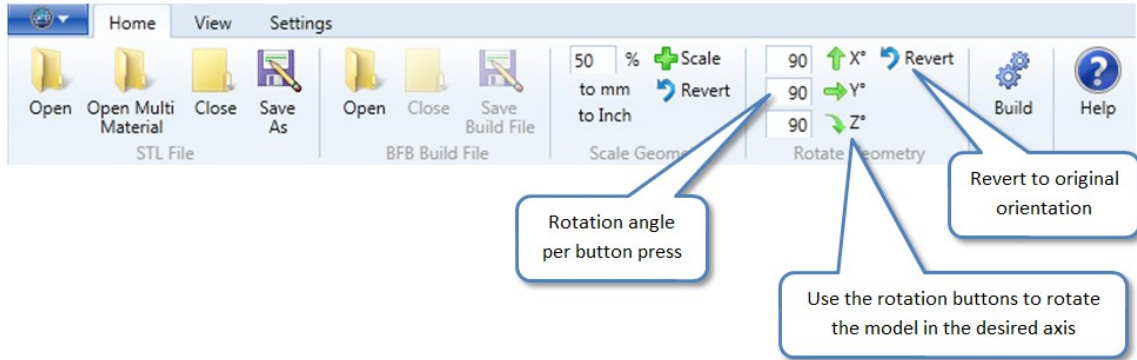 Home View Settings
Open
Open Multi
Material
Close
Save
As
STL File
Open
Close
Save
Build File
BFB Build File
50 % Scale
to mm Revert
to Inch
Scale Geom
90 X° Revert
90 Y°
90 Z°
Rotate eometry
Build
Help
Rotation angle
per button press
Revert to original
orientation
Use the rotation buttons to rotate
the model in the desired axis